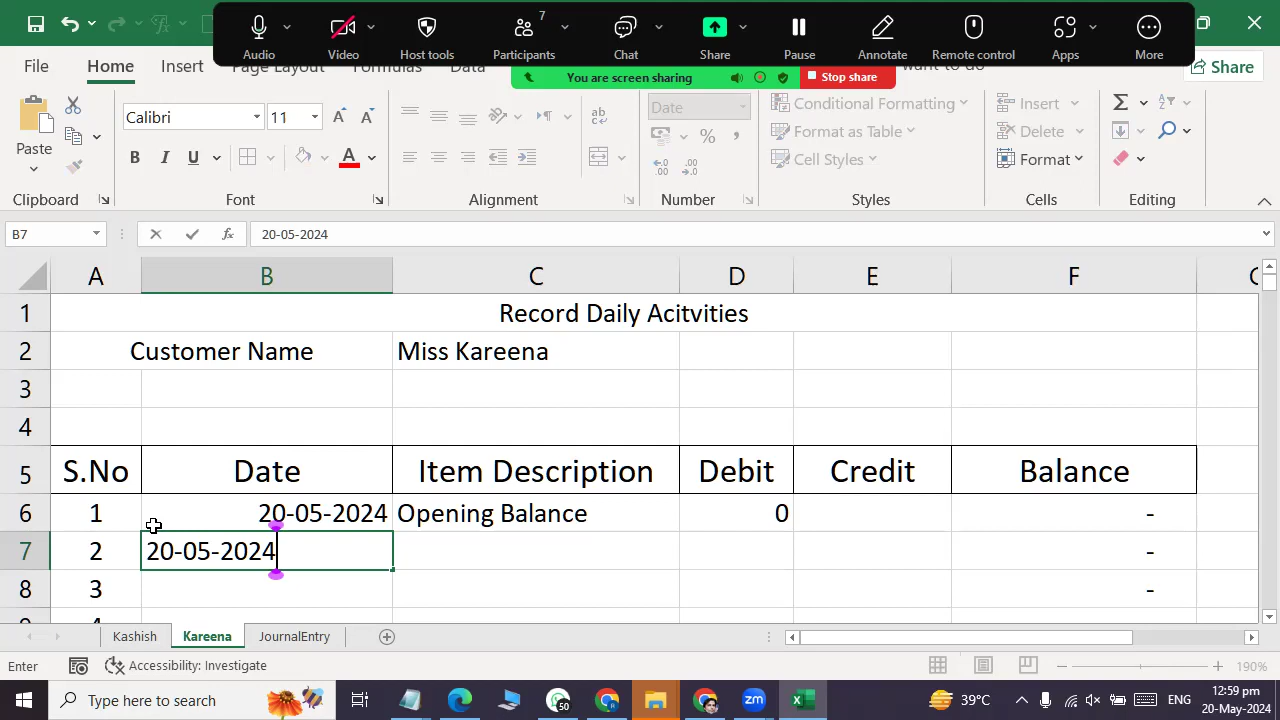 7
Audio Video Host tools Participants Chat Share Pause Annotate Remote control Apps More
File Home Insert Page Layout Formulas Data want to do Share
You are screen sharing Stop share
Calibri 11 Date Conditional Formatting Insert
Paste Format as Table Delete
B I U A Cell Styles Format
Clipboard Font Alignment Number Styles Cells Editing
B7 fx 20-05-2024
A B C D E F
1 Record Daily Acitvities
2 Customer Name Miss Kareena
3
4
5 S.No Date Item Description Debit Credit Balance
6 1 20-05-2024 Opening Balance 0 -
7 2 20-05-2024 -
8 3 -
Kashish Kareena JournalEntry
Enter Accessibility: Investigate 190%
Type here to search 50 zm 39°C ENG 12:59 pm
20-May-2024